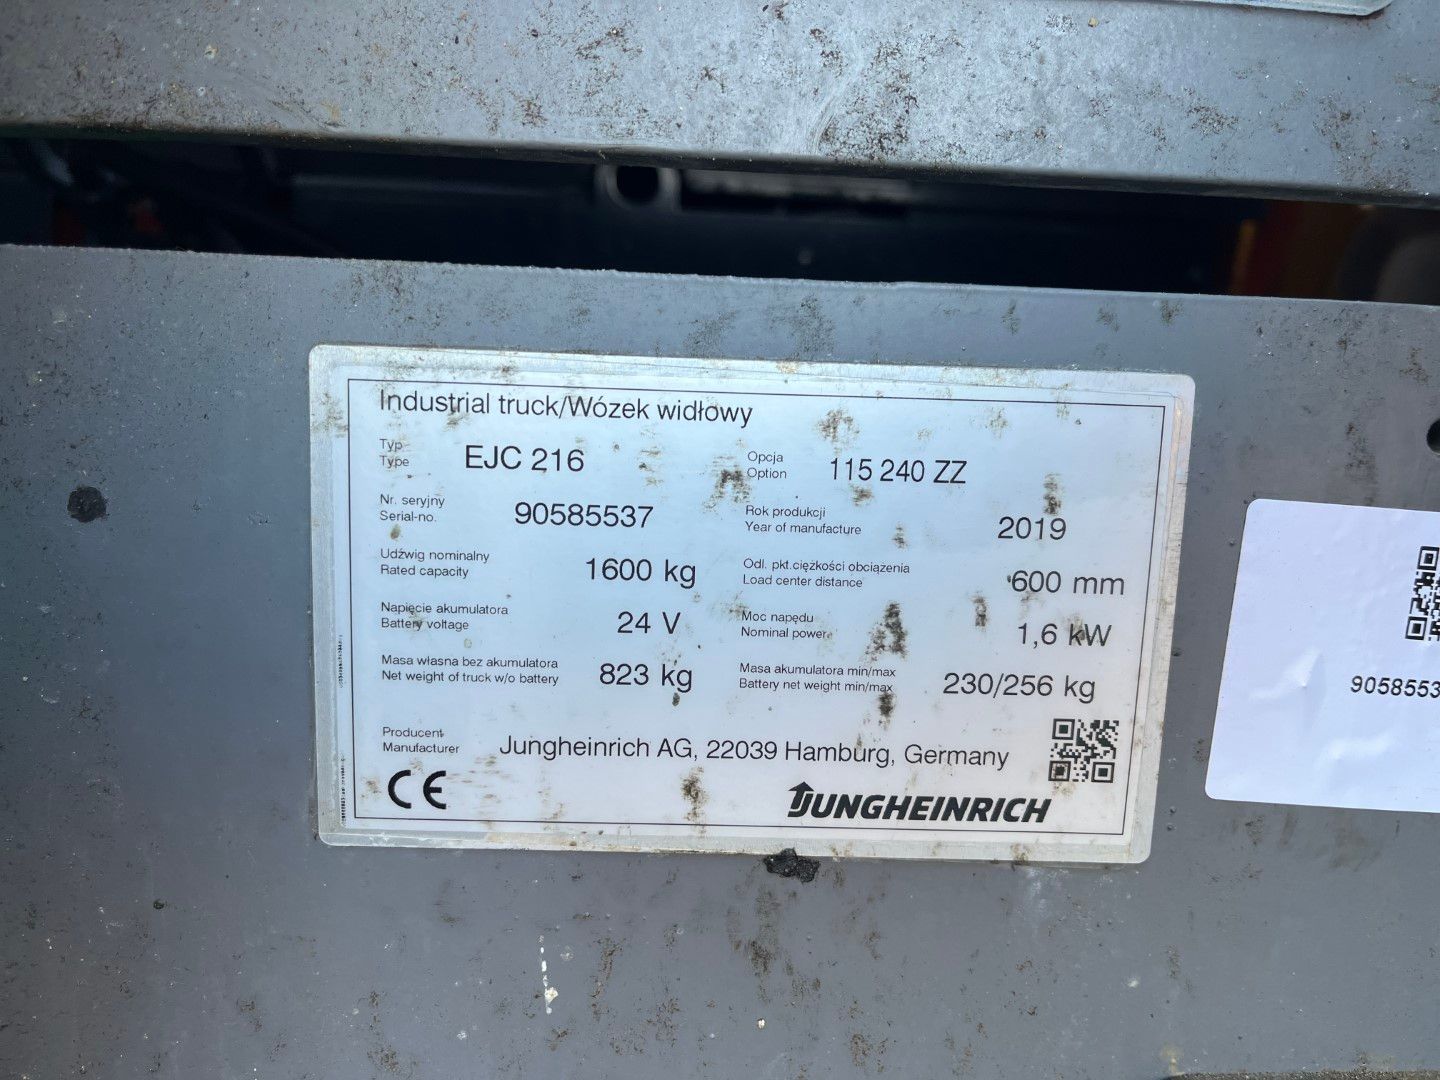 Industrial truck/Wózek widłowy
Typ
Type
EJC 216
Opcja
Option
115 240 ZZ
Nr. seryjny
Serial-no.
90585537
Rok produkcji
Year of manufacture
2019
Udźwig nominalny
Rated capacity
1600 kg
Odl. pkt.ciężkości obciążenia
Load center distance
600 mm
Napięcie akumulatora
Battery voltage
24 V
Moc napędu
Nominal power
1,6 kW
Masa własna bez akumulatora
Net weight of truck w/o battery
823 kg
Masa akumulatora min/max
Battery net weight min/max
230/256 kg
Producent
Manufacturer
Jungheinrich AG, 22039 Hamburg, Germany
CE
JUNGHEINRICH
9058553